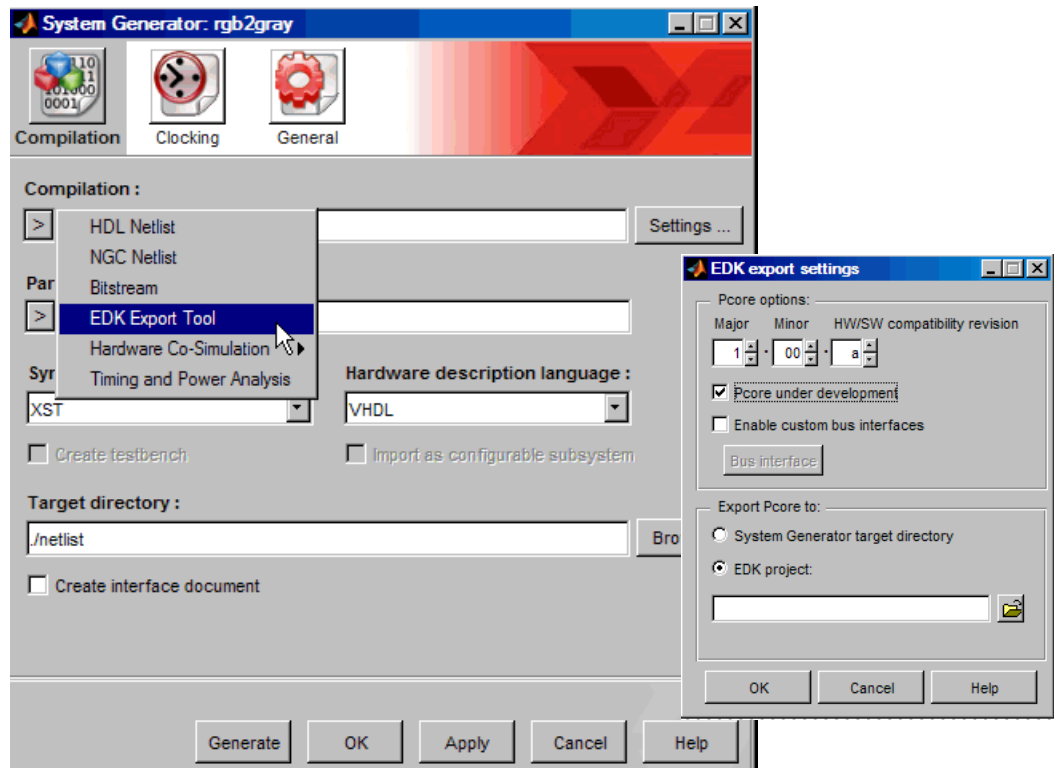 System Generator: rgb2gray
Compilation
Clocking
General
Compilation :
>
Settings ...
HDL Netlist
NGC Netlist
Bitstream
EDK Export Tool
Hardware Co-Simulation
Timing and Power Analysis
Par
>
Syr
Hardware description language :
XST
VHDL
Create testbench
Import as configurable subsystem
Target directory :
./netlist
Bro
Create interface document
Generate
OK
Apply
Cancel
Help
EDK export settings
Pcore options:
Major Minor HW/SW compatibility revision
1 . 00 . a
Pcore under development
Enable custom bus interfaces
Bus interface
Export Pcore to:
System Generator target directory
EDK project:
OK
Cancel
Help